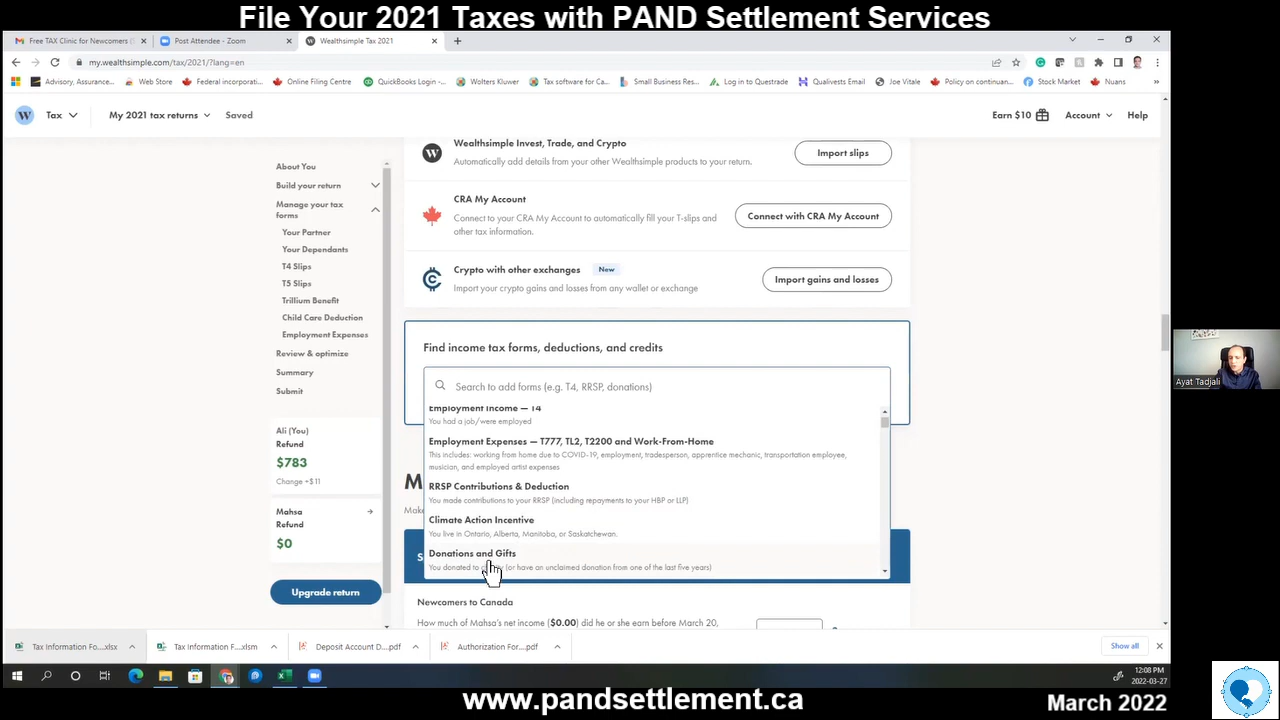 File Your 2021 Taxes with PAND Settlement Services
Free TAX Clinic for Newcomers (
Post Attendee - Zoom
Wealthsimple Tax 2021
my.wealthsimple.com/tax/2021/?lang=en
Advisory, Assurance...
Web Store
Federal incorporati...
Online Filing Centre
QuickBooks Login -...
Wolters Kluwer
Tax software for Ca...
Small Business Res...
Log in to Questrade
Qualivests Email
Joe Vitale
Policy on continuan...
Stock Market
Nuans
Tax
My 2021 tax returns
Saved
Earn $10
Account
Help
About You
Build your return
Manage your tax
forms
Your Partner
Your Dependants
T4 Slips
T5 Slips
Trillium Benefit
Child Care Deduction
Employment Expenses
Review & optimize
Summary
Submit
Ali (You)
Refund
$783
Change +$11
Mahsa
Refund
$0
Upgrade return
Wealthsimple Invest, Trade, and Crypto
Automatically add details from your other Wealthsimple products to your return.
Import slips
CRA My Account
Connect to your CRA My Account to automatically fill your T-slips and
other tax information.
Connect with CRA My Account
Crypto with other exchanges
New
Import your crypto gains and losses from any wallet or exchange
Import gains and losses
Find income tax forms, deductions, and credits
Search to add forms (e.g. T4, RRSP, donations)
Employment Income — T4
You had a job/were employed
Employment Expenses — T777, TL2, T2200 and Work-From-Home
This includes: working from home due to COVID-19, employment, tradesperson, apprentice mechanic, transportation employee,
musician, and employed artist expenses
RRSP Contributions & Deduction
You made contributions to your RRSP (including repayments to your HBP or LLP)
Climate Action Incentive
You live in Ontario, Alberta, Manitoba, or Saskatchewan.
Donations and Gifts
You donated to (or have an unclaimed donation from one of the last five years)
Newcomers to Canada
How much of Mahsa's net income ($0.00) did he or she earn before March 20,
Ayat Tadjali
Tax Information Fo....xlsx
Tax Information F....xlsm
Deposit Account D....pdf
Authorization For....pdf
Show all
12:08 PM
2022-03-27
www.pandsettlement.ca
March 2022